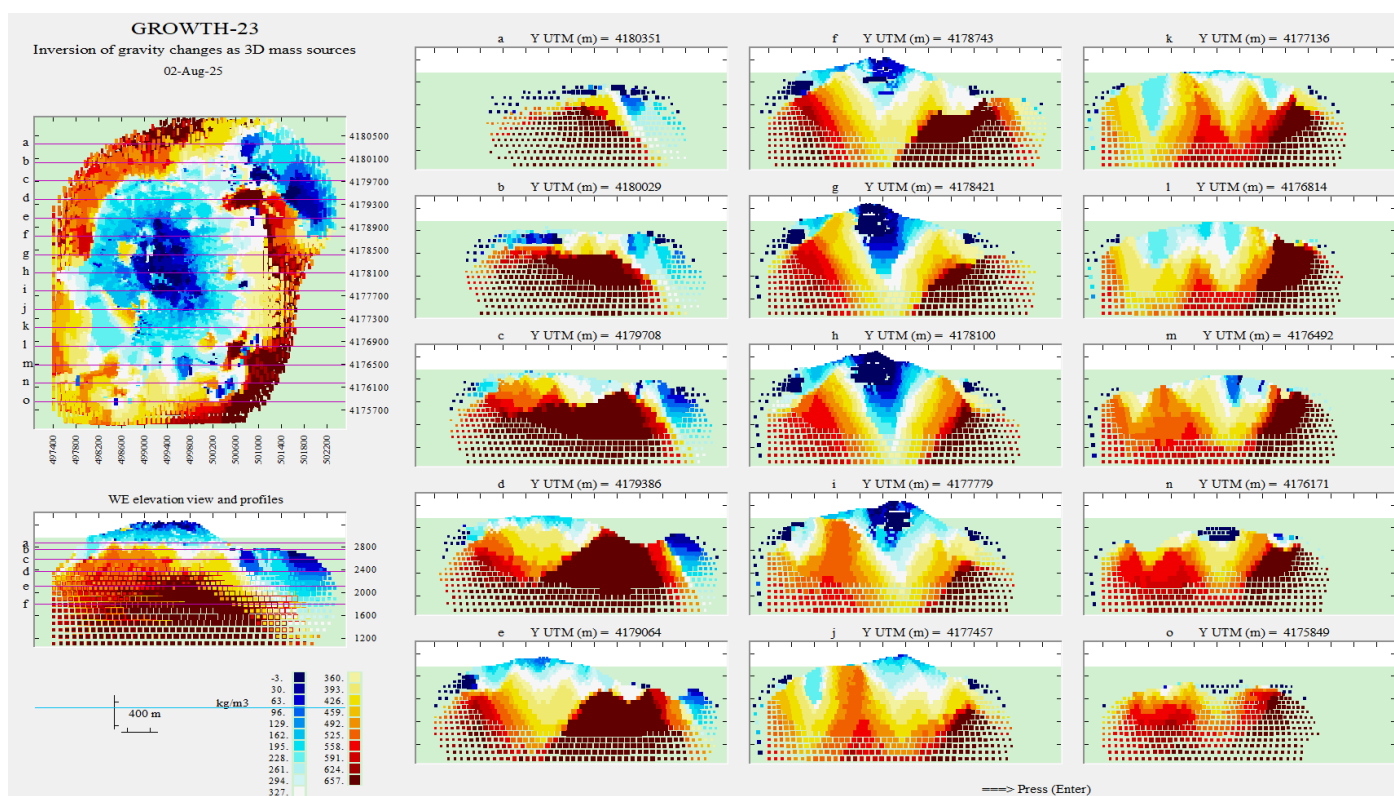 GROWTH-23
Inversion of gravity changes as 3D mass sources
02-Aug-25
a
b
c
d
e
f
g
h
i
j
k
l
m
n
o
4180500
4180100
4179700
4179300
4178900
4178500
4178100
4177700
4177300
4176900
4176500
4176100
4175700
497400
497800
498200
498600
499000
499400
499800
500200
500600
501000
501400
501800
502200
WE elevation view and profiles
a
b
c
d
e
f
2800
2400
2000
1600
1200
400 m
kg/m3
-3. 360.
30. 393.
63. 426.
96. 459.
129. 492.
162. 525.
195. 558.
228. 591.
261. 624.
294. 657.
327.
a Y UTM (m) = 4180351
b Y UTM (m) = 4180029
c Y UTM (m) = 4179708
d Y UTM (m) = 4179386
e Y UTM (m) = 4179064
f Y UTM (m) = 4178743
g Y UTM (m) = 4178421
h Y UTM (m) = 4178100
i Y UTM (m) = 4177779
j Y UTM (m) = 4177457
k Y UTM (m) = 4177136
l Y UTM (m) = 4176814
m Y UTM (m) = 4176492
n Y UTM (m) = 4176171
o Y UTM (m) = 4175849
===> Press (Enter)